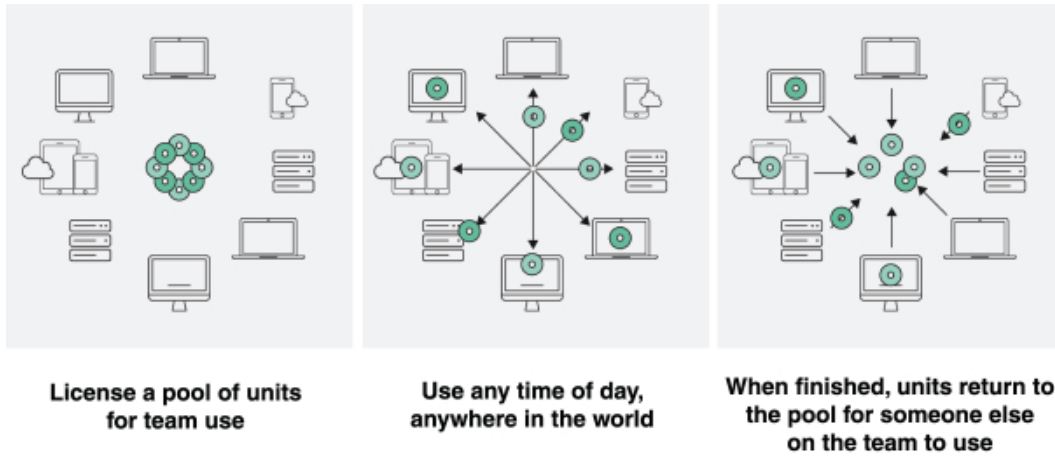 License a pool of units
for team use
Use any time of day,
anywhere in the world
When finished, units return to
the pool for someone else
on the team to use